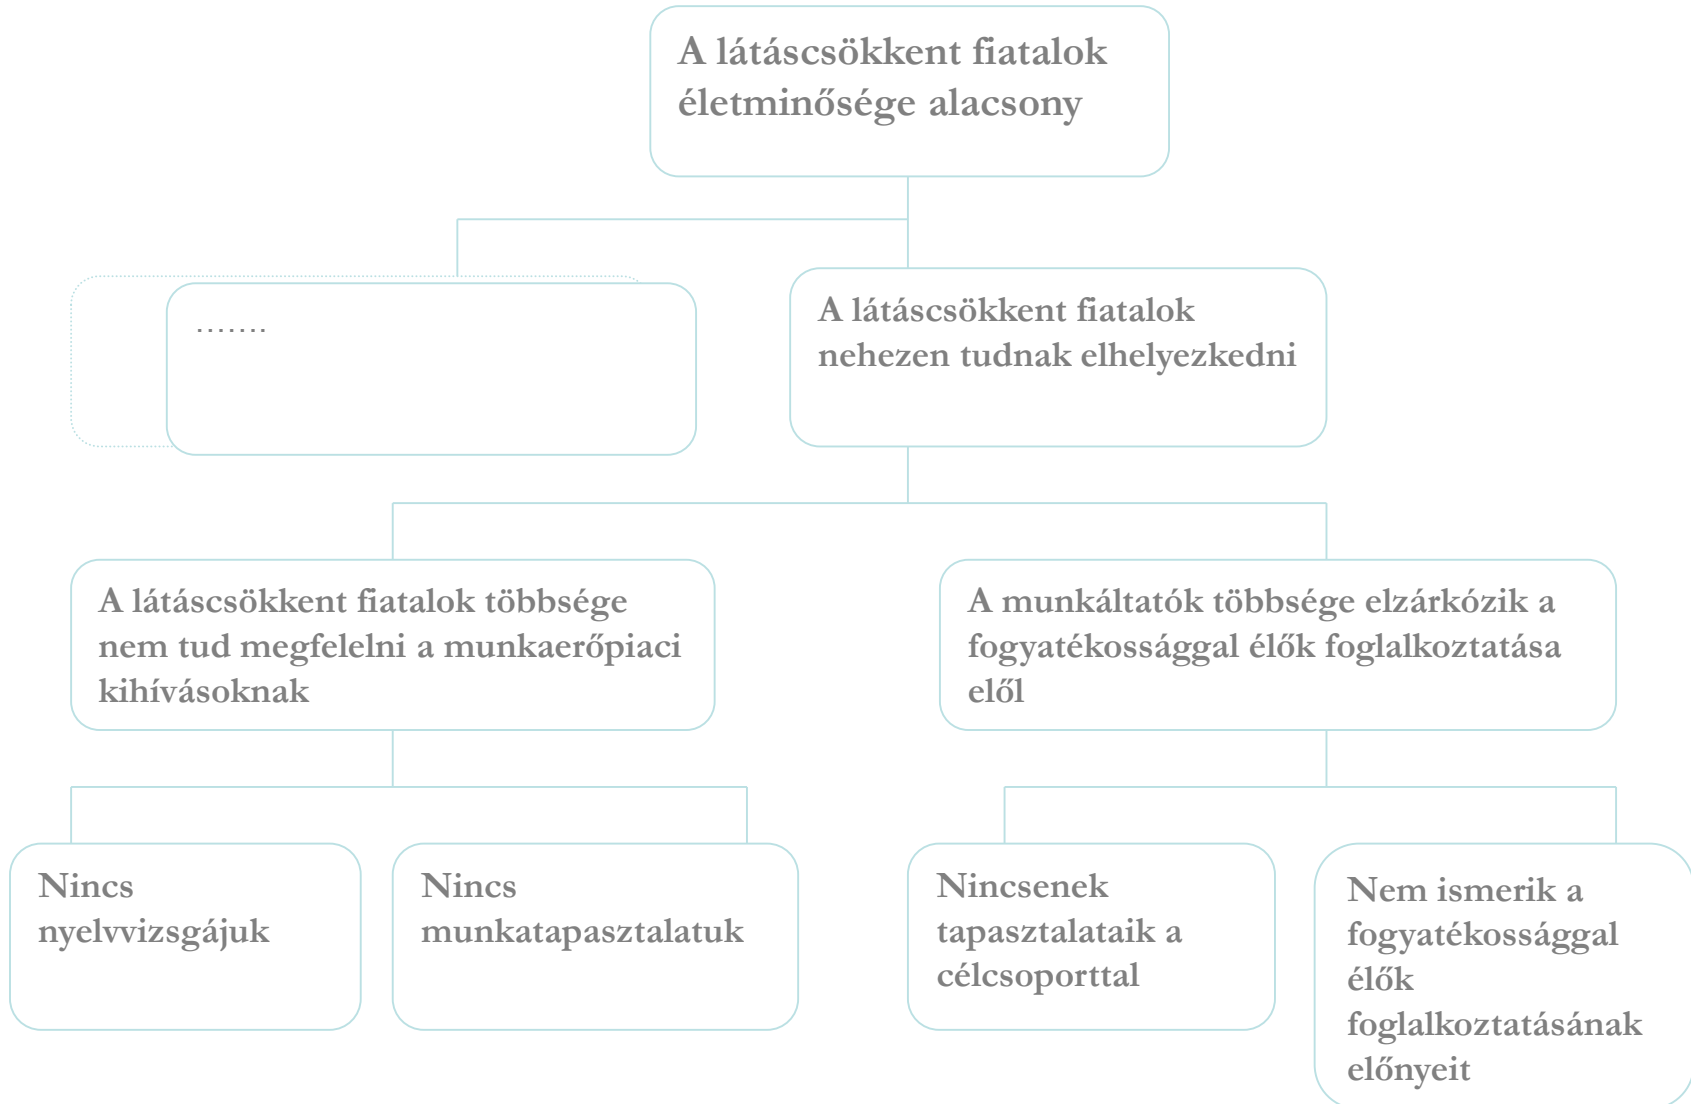 A látáscsökkent fiatalok
életminősége alacsony
.......
A látáscsökkent fiatalok
nehezen tudnak elhelyezkedni
A látáscsökkent fiatalok többsége
nem tud megfelelni a munkaerőpiaci
kihívásoknak
A munkáltatók többsége elzárkózik a
fogyatékossággal élők foglalkoztatása
elől
Nincs
nyelvvizsgájuk
Nincs
munkatapasztalatuk
Nincsenek
tapasztalataik a
célcsoporttal
Nem ismerik a
fogyatékossággal
élők
foglalkoztatásának
előnyeit